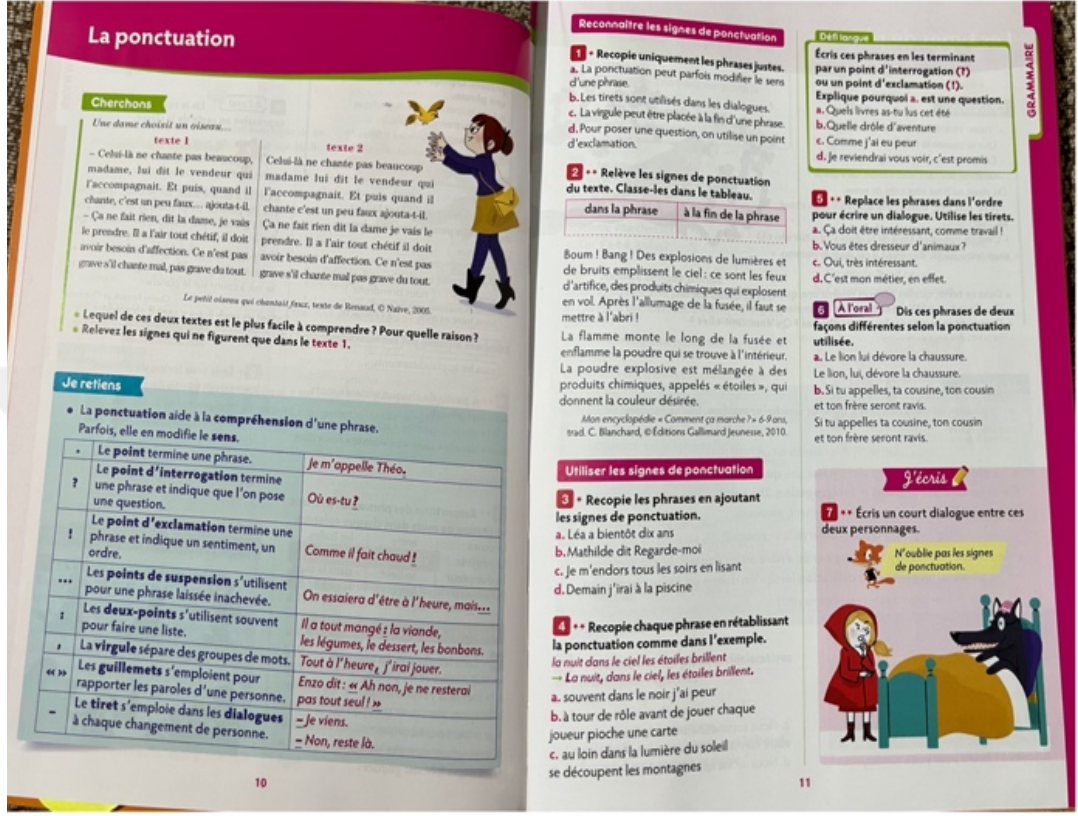 La ponctuation
Cherchons
Une dame choisit un oiseau...
texte 1
– Celui-là ne chante pas beaucoup,
madame, lui dit le vendeur qui
l'accompagnait. Et puis, quand il
chante, c'est un peu faux... ajouta-t-il.
– Ça ne fait rien, dit la dame, je vais
le prendre. Il a l'air tout chétif, il doit
avoir besoin d'affection. Ce n'est pas
grave s'il chante mal, pas grave du tout.
texte 2
Celui-là ne chante pas beaucoup
madame lui dit le vendeur qui
l'accompagnait. Et puis quand il
chante c'est un peu faux ajouta-t-il.
Ça ne fait rien dit la dame je vais le
prendre. Il a l'air tout chétif il doit
avoir besoin d'affection. Ce n'est pas
grave s'il chante mal pas grave du tout.
Le petit oiseau qui chantait faux, texte de Renaud, © Naïve, 2005.
• Lequel de ces deux textes est le plus facile à comprendre ? Pour quelle raison ?
• Relevez les signes qui ne figurent que dans le texte 1.
Je retiens
• La ponctuation aide à la compréhension d'une phrase.
Parfois, elle en modifie le sens.
. Le point termine une phrase.
Je m'appelle Théo.
? Le point d'interrogation termine
une phrase et indique que l'on pose
une question.
Où es-tu ?
! Le point d'exclamation termine une
phrase et indique un sentiment, un
ordre.
Comme il fait chaud !
... Les points de suspension s'utilisent
pour une phrase laissée inachevée.
On essaiera d'être à l'heure, mais...
: Les deux-points s'utilisent souvent
pour faire une liste.
Il a tout mangé : la viande,
les légumes, le dessert, les bonbons.
, La virgule sépare des groupes de mots.
Tout à l'heure, j'irai jouer.
« » Les guillemets s'emploient pour
rapporter les paroles d'une personne.
Enzo dit : « Ah non, je ne resterai
pas tout seul ! »
– Le tiret s'emploie dans les dialogues
à chaque changement de personne.
– Je viens.
– Non, reste là.
10
Reconnaître les signes de ponctuation
1 • Recopie uniquement les phrases justes.
a. La ponctuation peut parfois modifier le sens
d'une phrase.
b. Les tirets sont utilisés dans les dialogues.
c. La virgule peut être placée à la fin d'une phrase.
d. Pour poser une question, on utilise un point
d'exclamation.
2 •• Relève les signes de ponctuation
du texte. Classe-les dans le tableau.
dans la phrase à la fin de la phrase
Boum ! Bang ! Des explosions de lumières et
de bruits emplissent le ciel : ce sont les feux
d'artifice, des produits chimiques qui explosent
en vol. Après l'allumage de la fusée, il faut se
mettre à l'abri !
La flamme monte le long de la fusée et
enflamme la poudre qui se trouve à l'intérieur.
La poudre explosive est mélangée à des
produits chimiques, appelés « étoiles », qui
donnent la couleur désirée.
Mon encyclopédie « Comment ça marche ? » 6-9 ans,
trad. C. Blanchard, © Éditions Gallimard Jeunesse, 2010.
Utiliser les signes de ponctuation
3 • Recopie les phrases en ajoutant
les signes de ponctuation.
a. Léa a bientôt dix ans
b. Mathilde dit Regarde-moi
c. Je m'endors tous les soirs en lisant
d. Demain j'irai à la piscine
4 •• Recopie chaque phrase en rétablissant
la ponctuation comme dans l'exemple.
la nuit dans le ciel les étoiles brillent
→ La nuit, dans le ciel, les étoiles brillent.
a. souvent dans le noir j'ai peur
b. à tour de rôle avant de jouer chaque
joueur pioche une carte
c. au loin dans la lumière du soleil
se découpent les montagnes
11
GRAMMAIRE
Défi langue
Écris ces phrases en les terminant
par un point d'interrogation (?)
ou un point d'exclamation (!).
Explique pourquoi a. est une question.
a. Quels livres as-tu lus cet été
b. Quelle drôle d'aventure
c. Comme j'ai eu peur
d. Je reviendrai vous voir, c'est promis
5 •• Replace les phrases dans l'ordre
pour écrire un dialogue. Utilise les tirets.
a. Ça doit être intéressant, comme travail !
b. Vous êtes dresseur d'animaux ?
c. Oui, très intéressant.
d. C'est mon métier, en effet.
6 À l'oral Dis ces phrases de deux
façons différentes selon la ponctuation
utilisée.
a. Le lion lui dévore la chaussure.
Le lion, lui, dévore la chaussure.
b. Si tu appelles, ta cousine, ton cousin
et ton frère seront ravis.
Si tu appelles ta cousine, ton cousin
et ton frère seront ravis.
J'écris
7 •• Écris un court dialogue entre ces
deux personnages.
N'oublie pas les signes
de ponctuation.